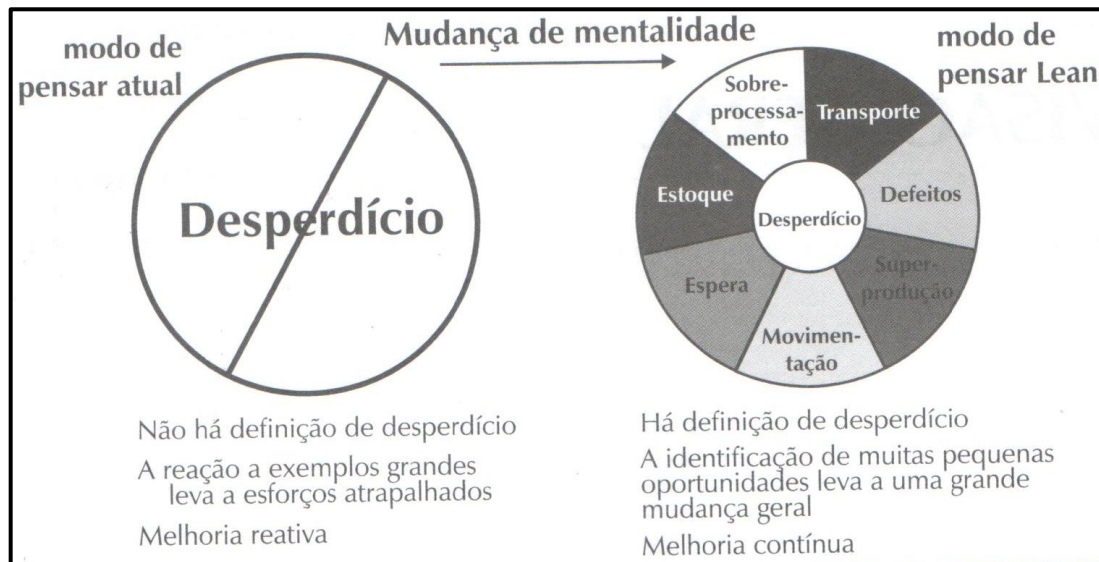 modo de
pensar atual
Mudança de mentalidade
modo de
pensar Lean
Desperdício
Sobre-
processa-
mento
Transporte
Defeitos
Super-
produção
Movimen-
tação
Espera
Estoque
Desperdício
Não há definição de desperdício
A reação a exemplos grandes
leva a esforços atrapalhados
Melhoria reativa
Há definição de desperdício
A identificação de muitas pequenas
oportunidades leva a uma grande
mudança geral
Melhoria contínua